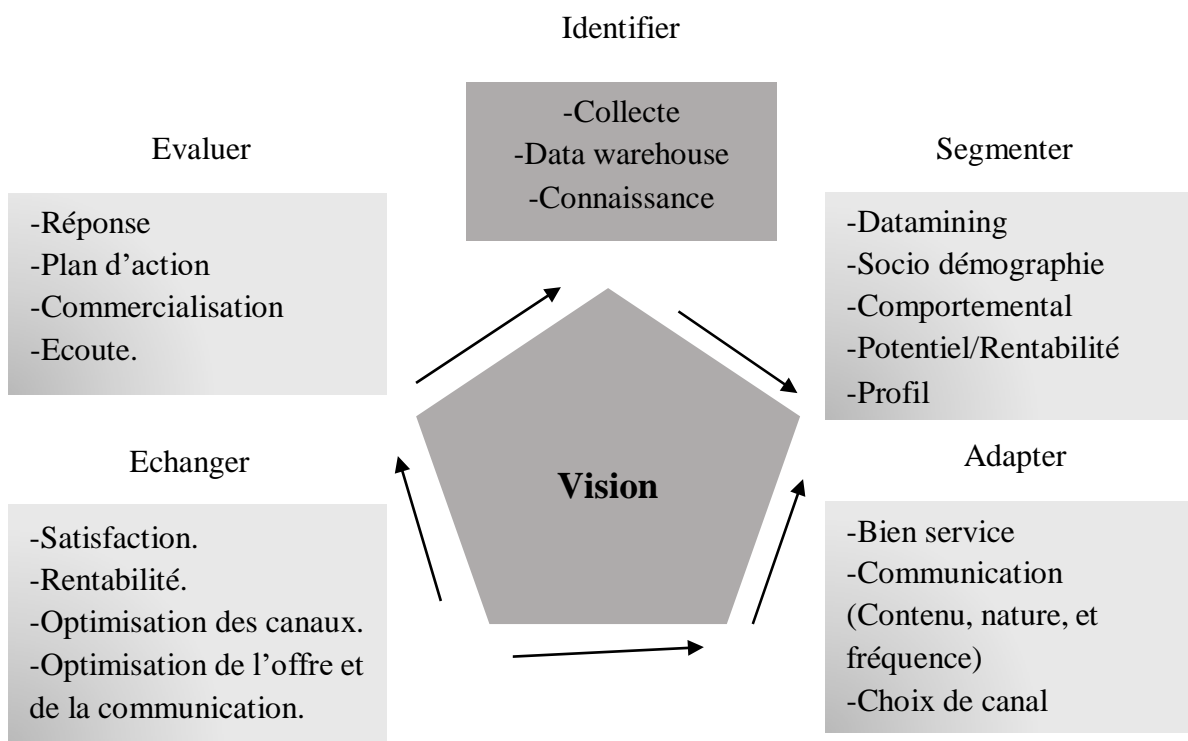 Identifier
-Collecte
-Data warehouse
-Connaissance
Evaluer
-Réponse
-Plan d’action
-Commercialisation
-Ecoute.
Segmenter
-Datamining
-Socio démographie
-Comportemental
-Potentiel/Rentabilité
-Profil
Vision
Echanger
-Satisfaction.
-Rentabilité.
-Optimisation des canaux.
-Optimisation de l’offre et
de la communication.
Adapter
-Bien service
-Communication
(Contenu, nature, et
fréquence)
-Choix de canal